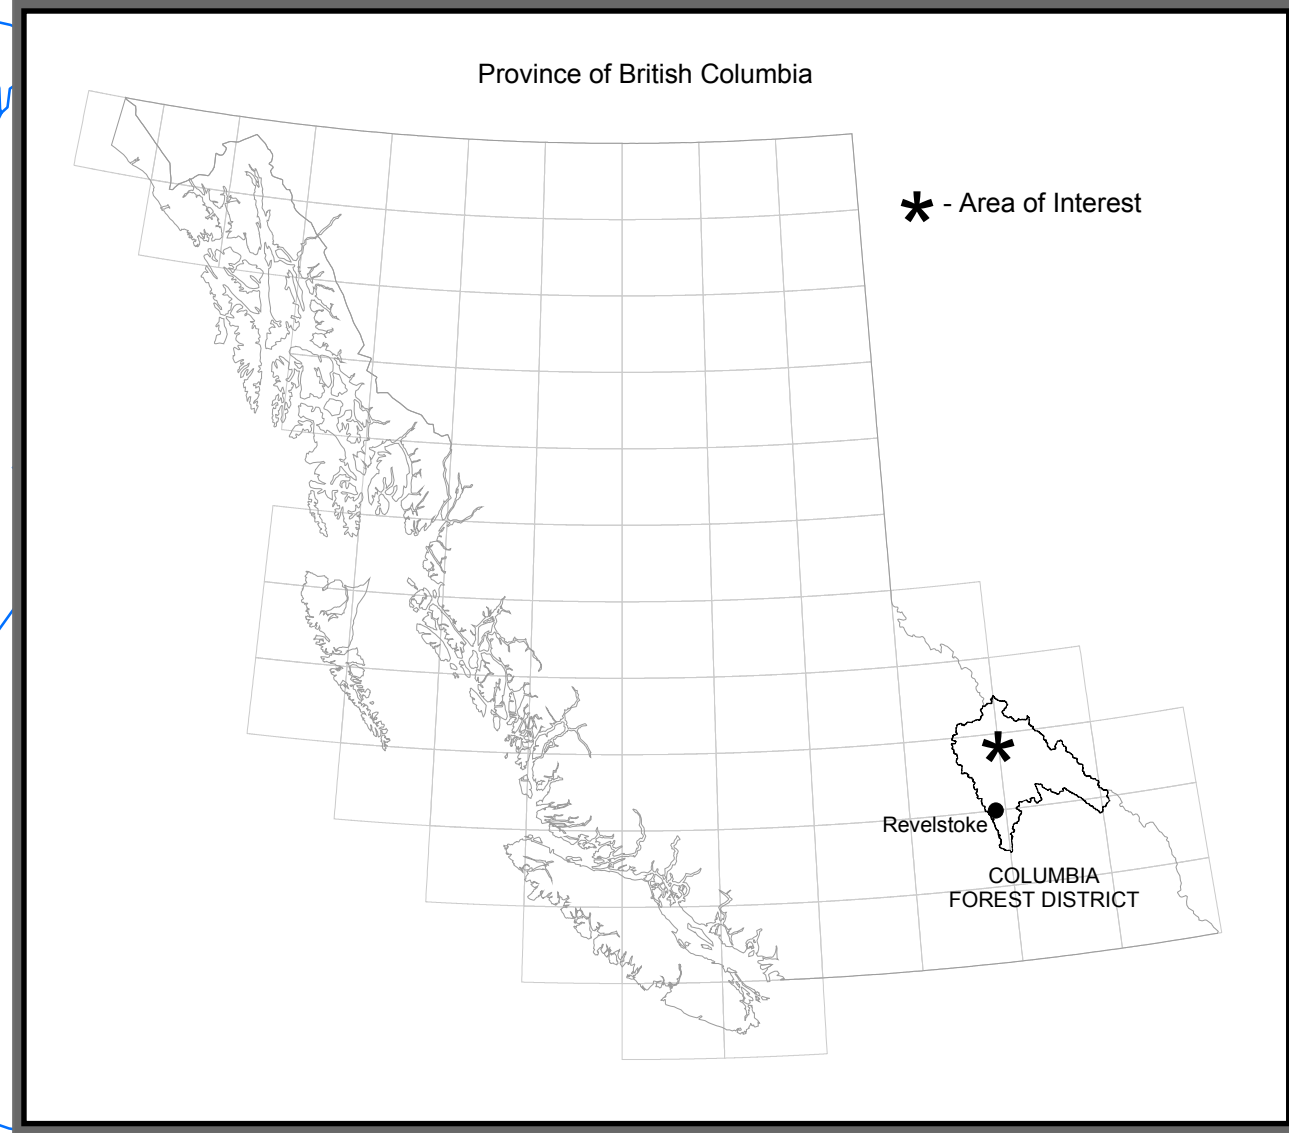 Province of British Columbia
* - Area of Interest
*
Revelstoke
COLUMBIA
FOREST DISTRICT